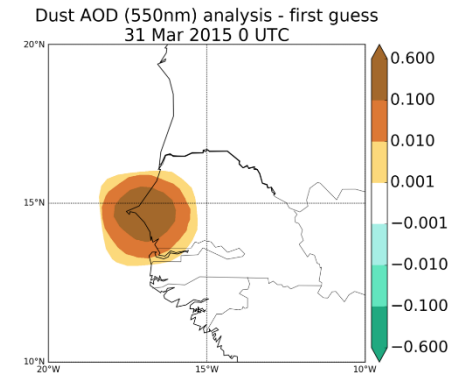 Dust AOD (550nm) analysis - first guess
31 Mar 2015 0 UTC
20°N
15°N
10°N
20°W
15°W
10°W
0.600
0.100
0.010
0.001
−0.001
−0.010
−0.100
−0.600